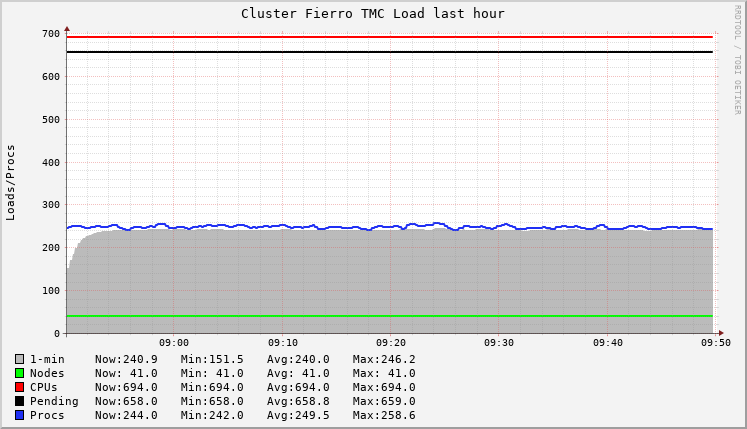 Cluster Fierro TMC Load last hour
RRDTOOL / TOBI OETIKER
Loads/Procs
700
600
500
400
300
200
100
0
09:00 09:10 09:20 09:30 09:40 09:50
1-min Now:240.9 Min:151.5 Avg:240.0 Max:246.2
Nodes Now: 41.0 Min: 41.0 Avg: 41.0 Max: 41.0
CPUs Now:694.0 Min:694.0 Avg:694.0 Max:694.0
Pending Now:658.0 Min:658.0 Avg:658.8 Max:659.0
Procs Now:244.0 Min:242.0 Avg:249.5 Max:258.6